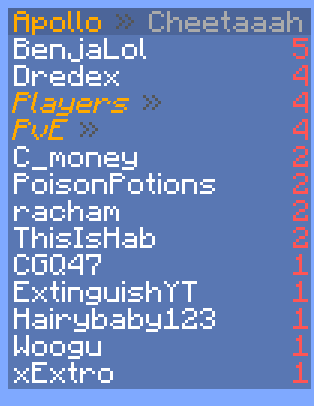 Apollo » Cheetaaah
BenjaLol 5
Dredex 4
Players » 4
PvE » 4
C_money 2
PoisonPotions 2
racham 2
ThisIsHab 2
CGQ47 1
ExtinguishYT 1
Hairybaby123 1
Woogu 1
xExtro 1